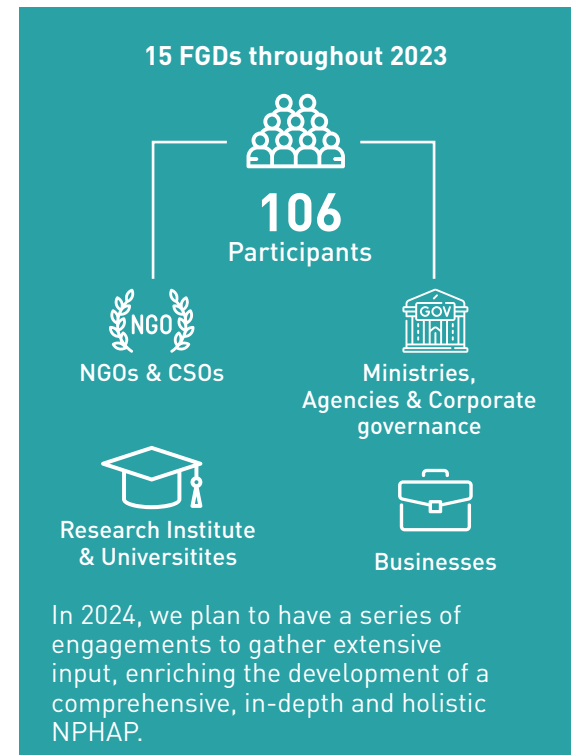 15 FGDs throughout 2023
106
Participants
NGO
NGOs & CSOs
GOV
Ministries,
Agencies & Corporate
governance
Research Institute
& Universitites
Businesses
In 2024, we plan to have a series of
engagements to gather extensive
input, enriching the development of a
comprehensive, in-depth and holistic
NPHAP.